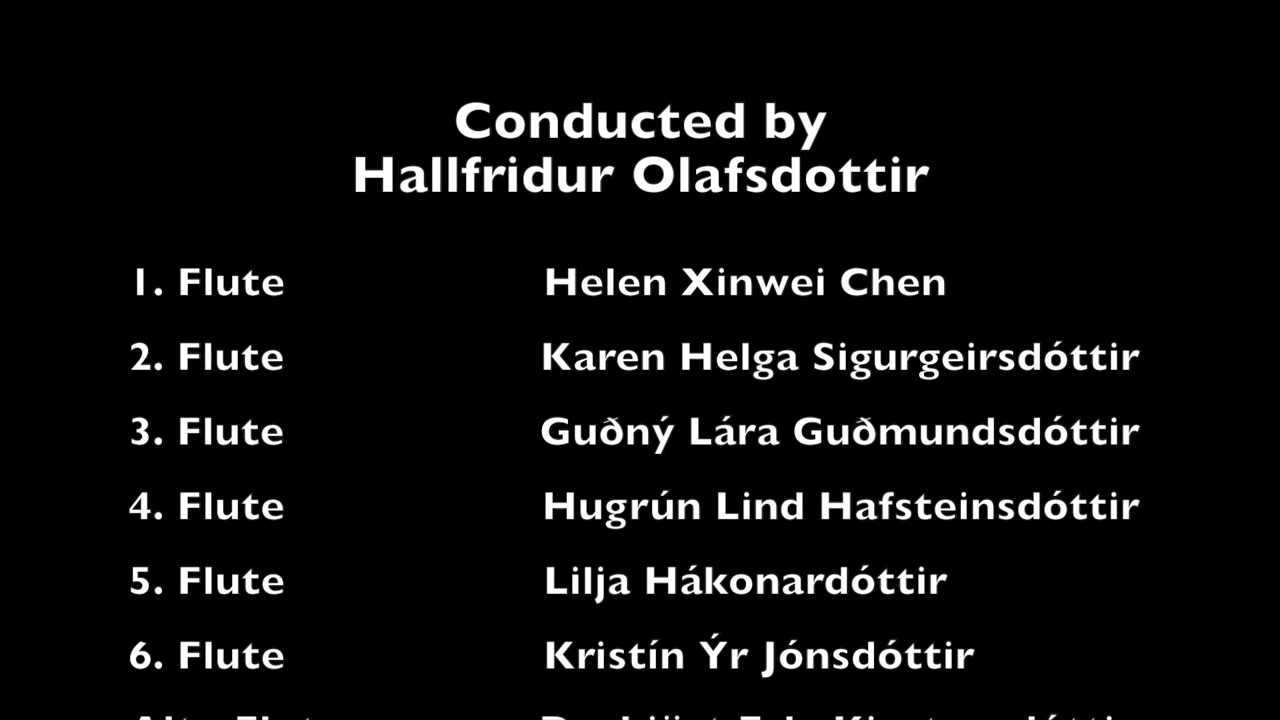 Conducted by
Hallfridur Olafsdottir
1. Flute Helen Xinwei Chen
2. Flute Karen Helga Sigurgeirsdóttir
3. Flute Guðný Lára Guðmundsdóttir
4. Flute Hugrún Lind Hafsteinsdóttir
5. Flute Lilja Hákonardóttir
6. Flute Kristín Ýr Jónsdóttir